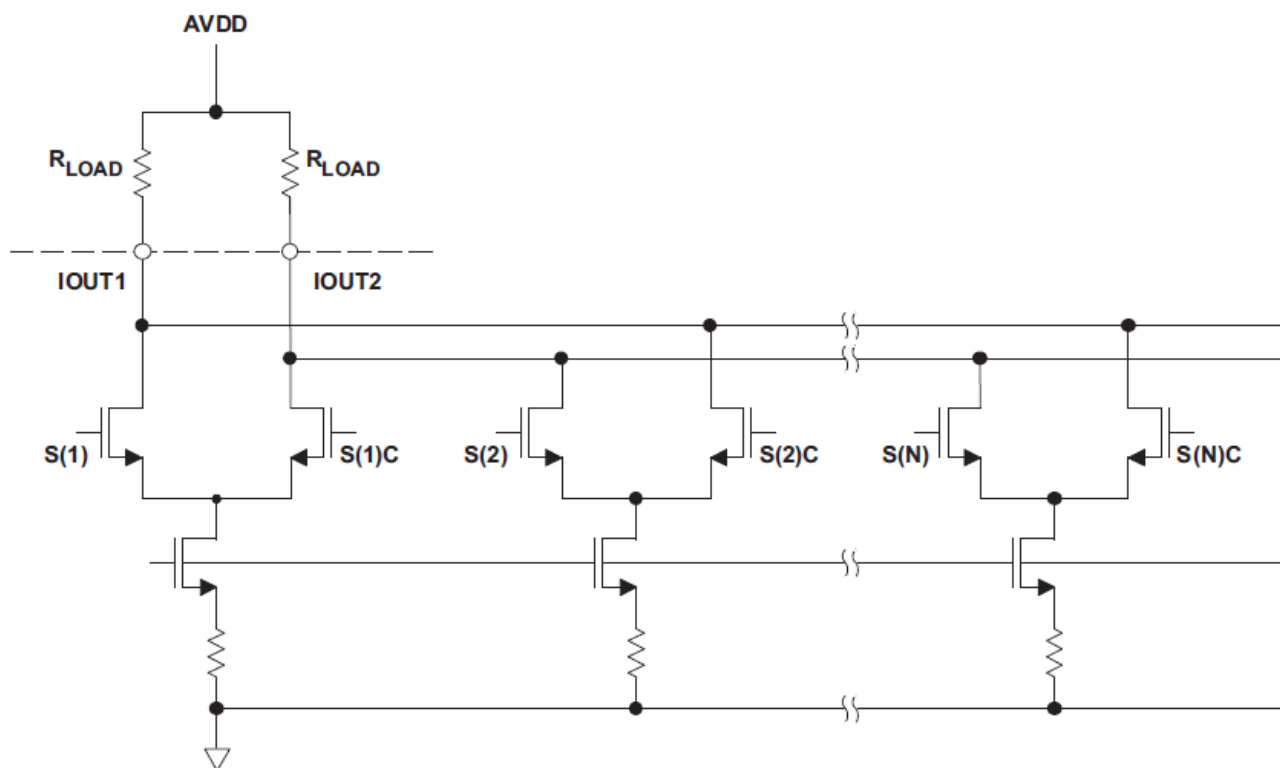 AVDD
RLOAD RLOAD
IOUT1 IOUT2
S(1) S(1)C S(2) S(2)C S(N) S(N)C